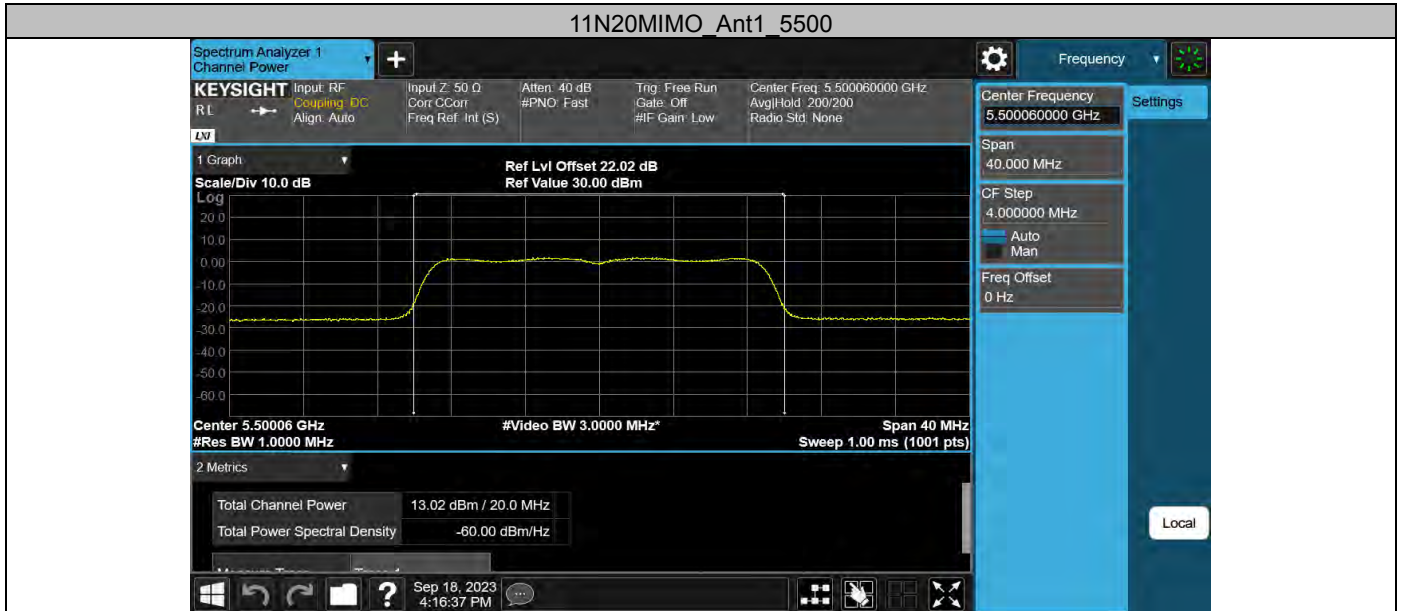 11N20MIMO_Ant1_5500
Spectrum Analyzer 1
Channel Power
+
Frequency
KEYSIGHT
RL
LXI
Input: RF
Coupling: DC
Align: Auto
Input Z: 50 Ω
Corr CCorr
Freq Ref: Int (S)
Atten: 40 dB
#PNO: Fast
Trig: Free Run
Gate: Off
#IF Gain: Low
Center Freq: 5.500060000 GHz
Avg|Hold: 200/200
Radio Std: None
Center Frequency
5.500060000 GHz
Settings
Span
40.000 MHz
CF Step
4.000000 MHz
Auto
Man
Freq Offset
0 Hz
1 Graph
Scale/Div 10.0 dB
Ref Lvl Offset 22.02 dB
Ref Value 30.00 dBm
Log
20.0
10.0
0.00
-10.0
-20.0
-30.0
-40.0
-50.0
-60.0
Center 5.50006 GHz
#Res BW 1.0000 MHz
#Video BW 3.0000 MHz*
Span 40 MHz
Sweep 1.00 ms (1001 pts)
2 Metrics
Total Channel Power 13.02 dBm / 20.0 MHz
Total Power Spectral Density -60.00 dBm/Hz
Local
?
Sep 18, 2023
4:16:37 PM